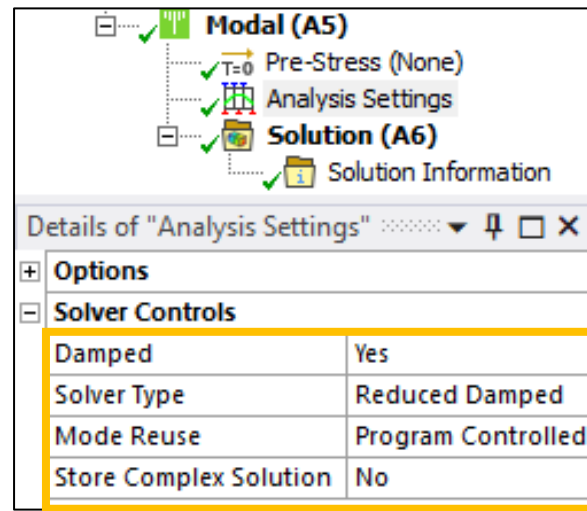 Modal (A5)
T=0 Pre-Stress (None)
Analysis Settings
Solution (A6)
i Solution Information
Details of "Analysis Settings"
Options
Solver Controls
Damped Yes
Solver Type Reduced Damped
Mode Reuse Program Controlled
Store Complex Solution No